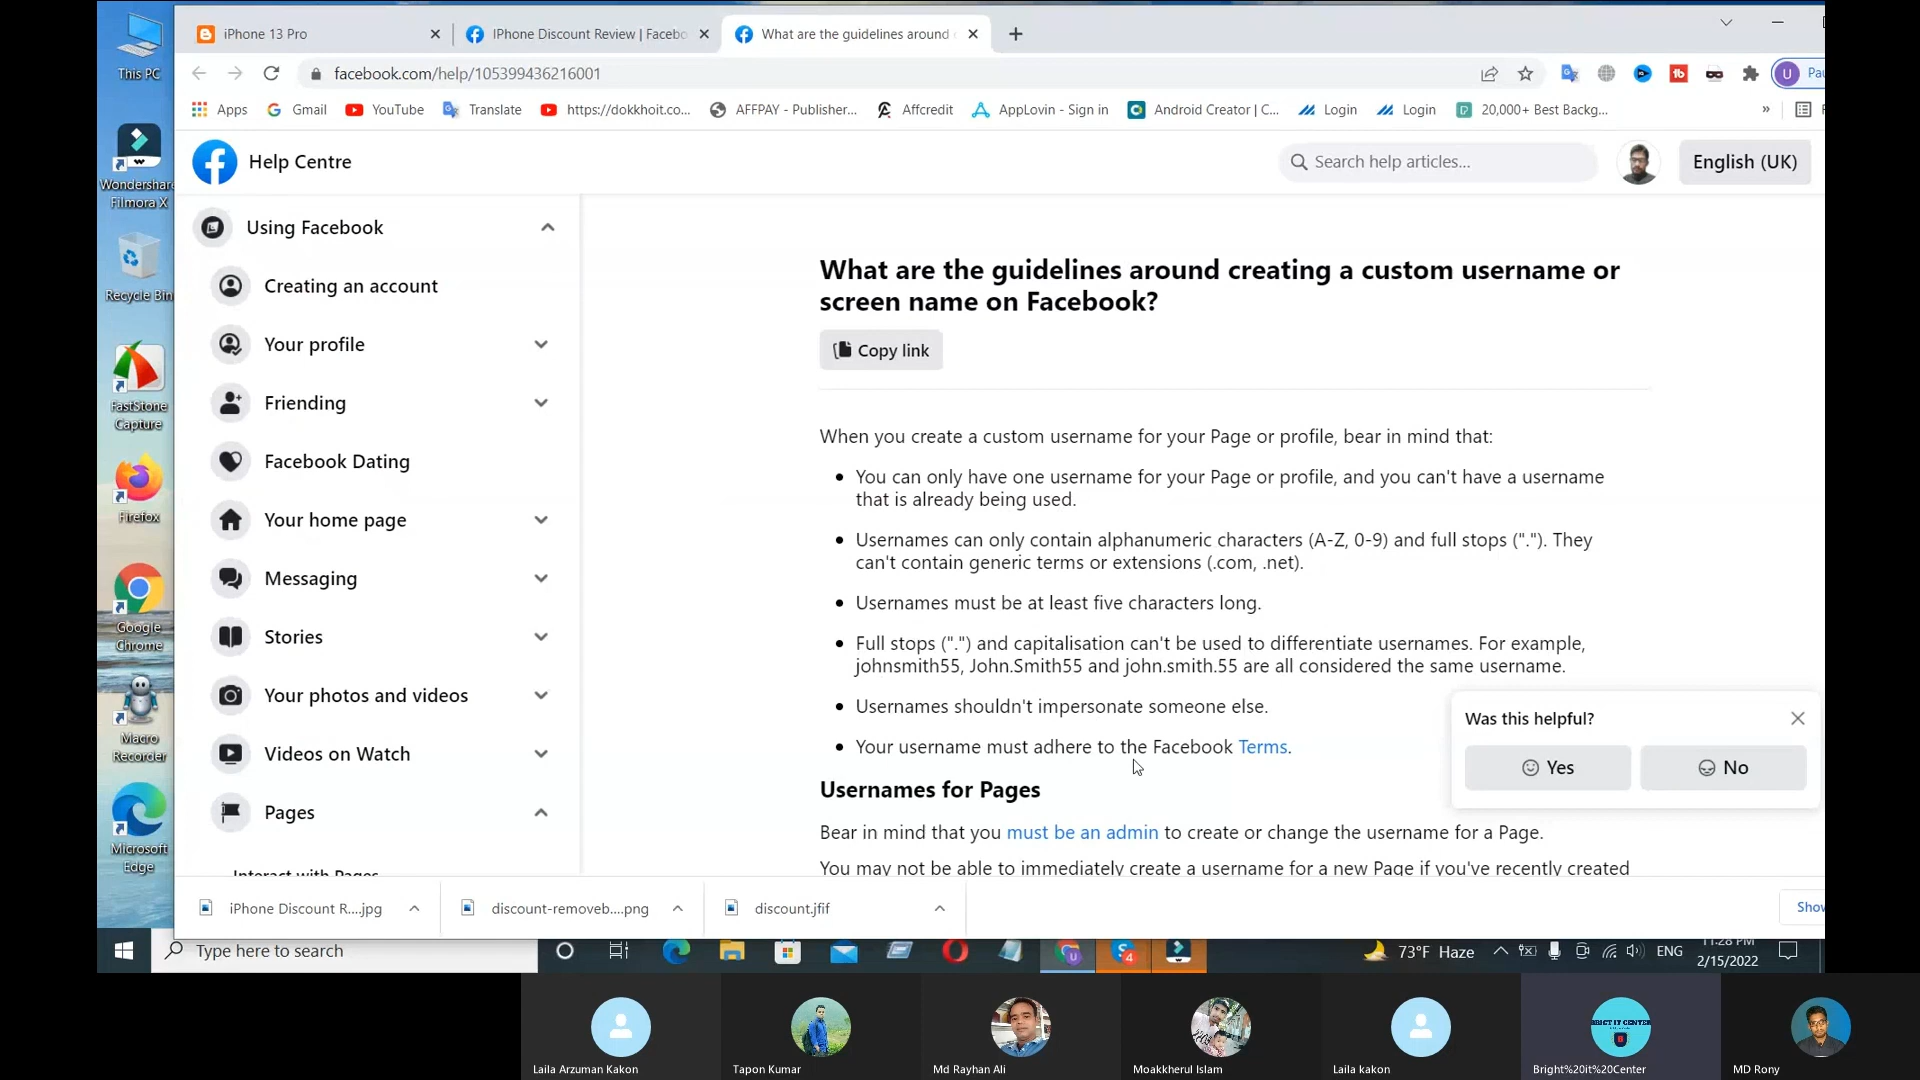 This PC
Wondershare
Filmora X
Recycle Bin
FastStone
Capture
Firefox
Google
Chrome
Macro
Recorder
Microsoft
Edge
iPhone 13 Pro
IPhone Discount Review | Facebo
What are the guidelines around
facebook.com/help/105399436216001
U
Apps
Gmail
YouTube
Translate
https://dokkhoit.co...
AFFPAY - Publisher...
Affcredit
AppLovin - Sign in
Android Creator | C...
Login
Login
20,000+ Best Backg...
»
Help Centre
Search help articles...
English (UK)
Using Facebook
Creating an account
Your profile
Friending
Facebook Dating
Your home page
Messaging
Stories
Your photos and videos
Videos on Watch
Pages
Interact with Pages
What are the guidelines around creating a custom username or
screen name on Facebook?
Copy link
When you create a custom username for your Page or profile, bear in mind that:
• You can only have one username for your Page or profile, and you can't have a username
that is already being used.
• Usernames can only contain alphanumeric characters (A-Z, 0-9) and full stops ("."). They
can't contain generic terms or extensions (.com, .net).
• Usernames must be at least five characters long.
• Full stops (".") and capitalisation can't be used to differentiate usernames. For example,
johnsmith55, John.Smith55 and john.smith.55 are all considered the same username.
• Usernames shouldn't impersonate someone else.
• Your username must adhere to the Facebook Terms.
Usernames for Pages
Bear in mind that you must be an admin to create or change the username for a Page.
You may not be able to immediately create a username for a new Page if you've recently created
Was this helpful?
Yes
No
iPhone Discount R....jpg
discount-removeb....png
discount.jfif
Show
Type here to search
73°F Haze
ENG
11:28 PM
2/15/2022
Laila Arzuman Kakon
Tapon Kumar
Md Rayhan Ali
Moakkherul Islam
Laila kakon
Bright%20it%20Center
MD Rony